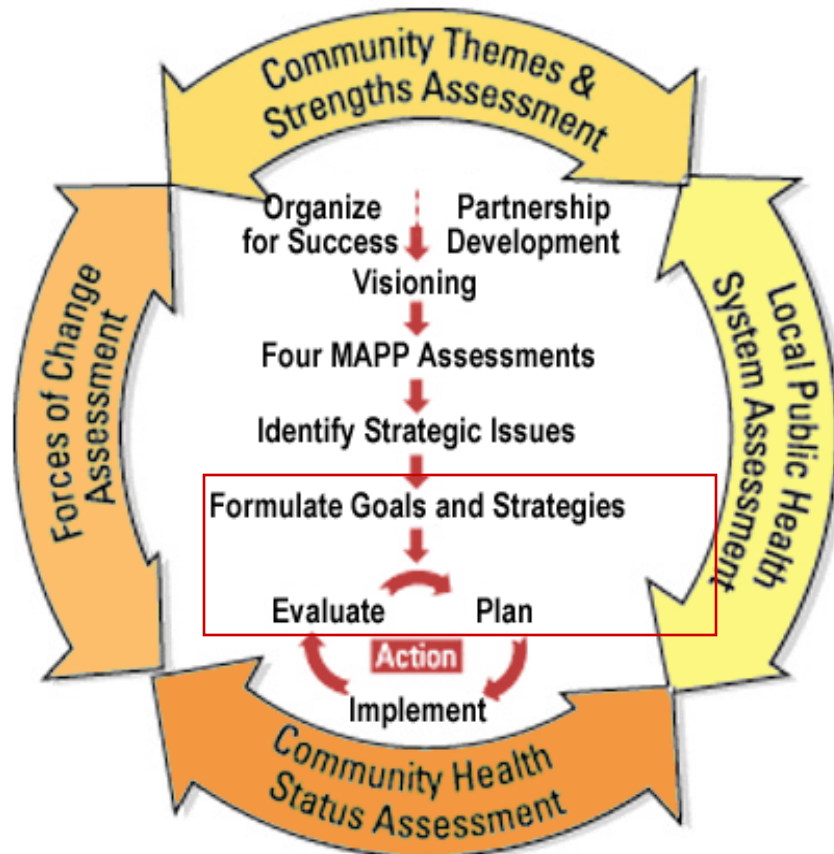 Community Themes &
Strengths Assessment
Organize
for Success
Partnership
Development
Visioning
Four MAPP Assessments
Identify Strategic Issues
Formulate Goals and Strategies
Evaluate
Plan
Action
Implement
Forces of Change
Assessment
Local Public Health
System Assessment
Community Health
Status Assessment